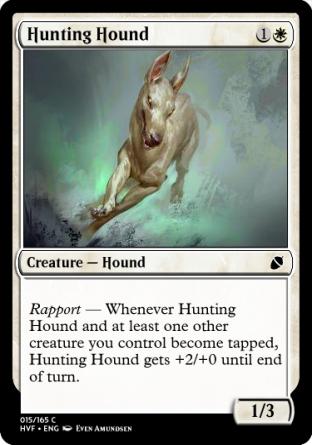 Hunting Hound 1
Creature — Hound
Rapport — Whenever Hunting
Hound and at least one other
creature you control become tapped,
Hunting Hound gets +2/+0 until end
of turn.
1/3
015/165 C
HVF • ENG Even Amundsen